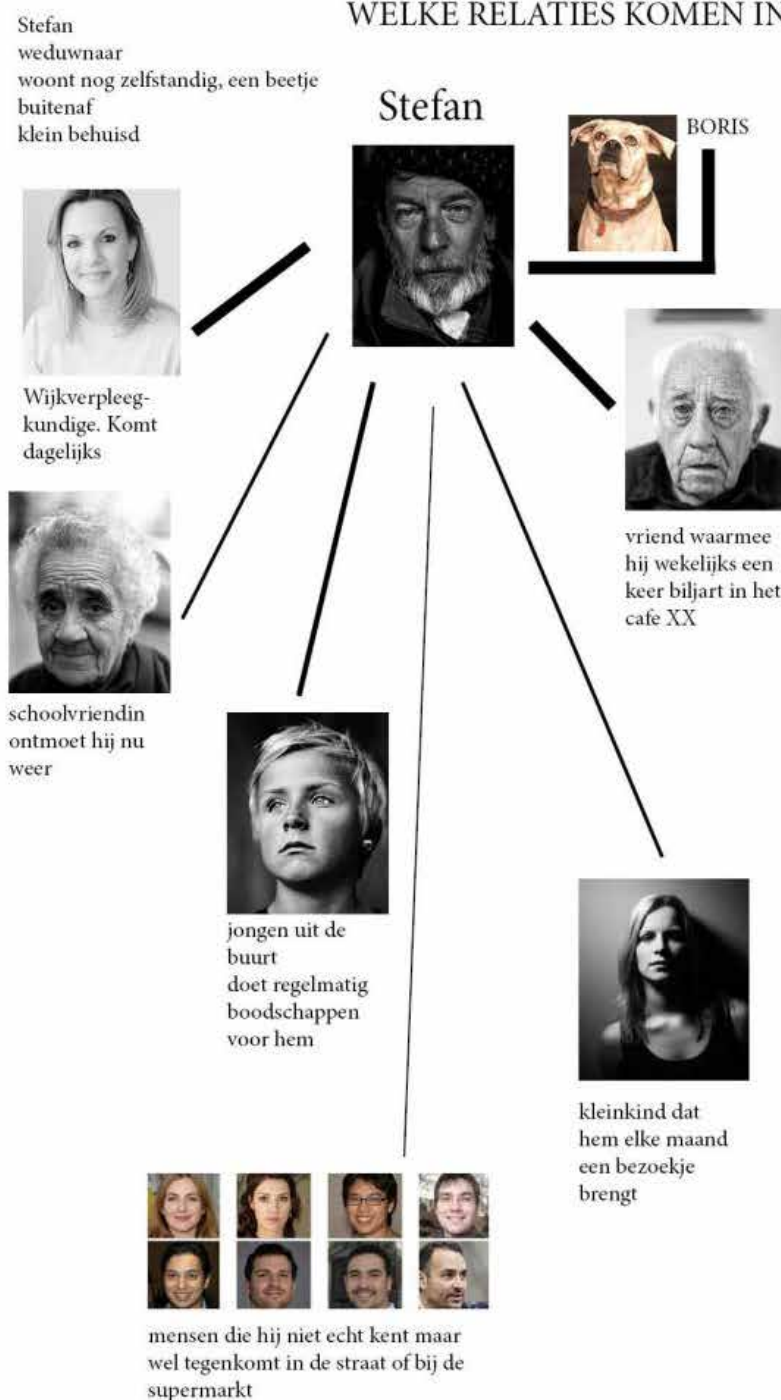 WELKE RELATIES KOMEN IN
Stefan
weduwnaar
woont nog zelfstandig, een beetje
buitenaf
klein behuisd
Stefan
BORIS
Wijkverpleeg-
kundige. Komt
dagelijks
vriend waarmee
hij wekelijks een
keer biljart in het
cafe XX
schoolvriendin
ontmoet hij nu
weer
jongen uit de
buurt
doet regelmatig
boodschappen
voor hem
kleinkind dat
hem elke maand
een bezoekje
brengt
mensen die hij niet echt kent maar
wel tegenkomt in de straat of bij de
supermarkt